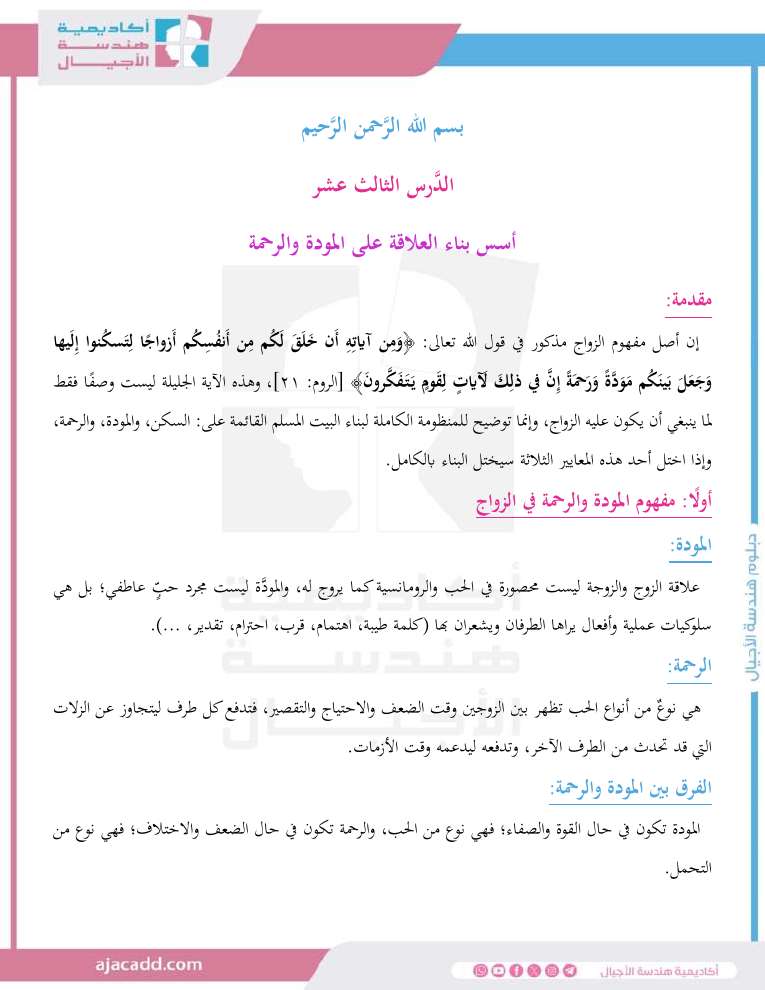 أكاديمية
هندسة
الأجيال
بسم الله الرَّحمن الرَّحيم
الدَّرس الثالث عشر
أسس بناء العلاقة على المودة والرحمة
مقدمة:
إن أصل مفهوم الزواج مذكور في قول الله تعالى: ﴿وَمِن آياتِهِ أَن خَلَقَ لَكُم مِن أَنفُسِكُم أَزواجًا لِتَسكُنوا إِلَيها
وَجَعَلَ بَينَكُم مَوَدَّةً وَرَحمَةً إِنَّ في ذلِكَ لَآياتٍ لِقَومٍ يَتَفَكَّرونَ﴾ [الروم: ٢١]، وهذه الآية الجليلة ليست وصفًا فقط
لما ينبغي أن يكون عليه الزواج، وإنما توضيح للمنظومة الكاملة لبناء البيت المسلم القائمة على: السكن، والمودة، والرحمة،
وإذا اختل أحد هذه المعايير الثلاثة سيختل البناء بالكامل.
أولًا: مفهوم المودة والرحمة في الزواج
المودة:
علاقة الزوج والزوجة ليست محصورة في الحب والرومانسية كما يروج له، والمودَّة ليست مجرد حبٍّ عاطفي؛ بل هي
سلوكيات عملية وأفعال يراها الطرفان ويشعران بها (كلمة طيبة، اهتمام، قرب، احترام، تقدير، ...).
أكاديمية
هندسة
الأجيال
الرحمة:
هي نوعٌ من أنواع الحب تظهر بين الزوجين وقت الضعف والاحتياج والتقصير، فتدفع كل طرف ليتجاوز عن الزلات
التي قد تحدث من الطرف الآخر، وتدفعه ليدعمه وقت الأزمات.
الفرق بين المودة والرحمة:
المودة تكون في حال القوة والصفاء؛ فهي نوع من الحب، والرحمة تكون في حال الضعف والاختلاف؛ فهي نوع من
التحمل.
دبلوم هندسة الأجيال
أكاديمية هندسة الأجيال
ajacadd.com